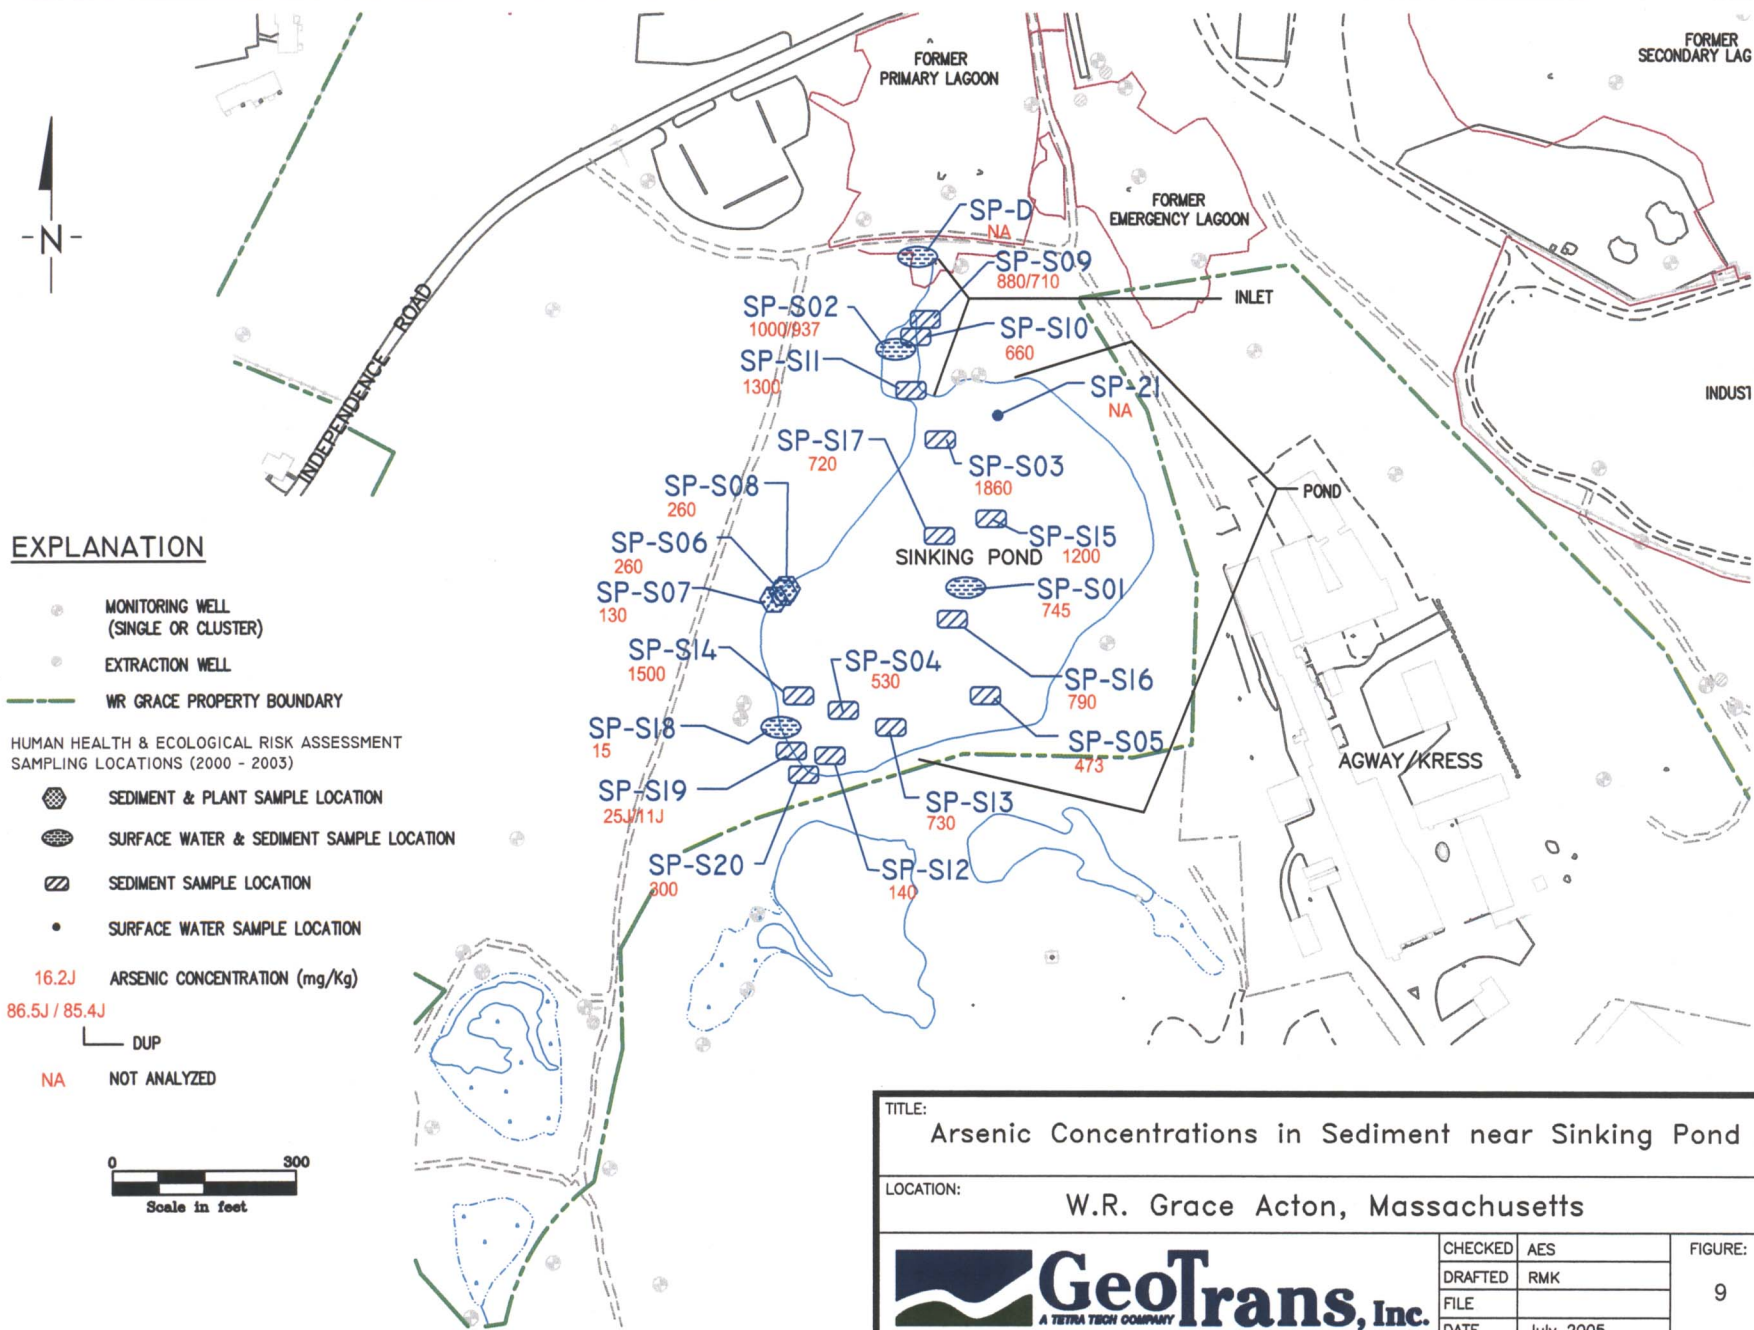 FORMER
PRIMARY LAGOON
FORMER
SECONDARY LAG
FORMER
EMERGENCY LAGOON
-N-
INDEPENDENCE ROAD
SP-D
NA
SP-S09
880/710
INLET
SP-S02
1000/937
SP-S10
660
SP-S11
1300
SP-21
NA
INDUST
SP-S17
720
SP-S03
1860
POND
SP-S08
260
SP-S15
1200
SINKING POND
SP-S06
260
SP-S07
130
SP-S01
745
SP-S14
1500
SP-S04
530
SP-S16
790
SP-S18
15
SP-S05
473
AGWAY/KRESS
SP-S19
25J/11J
SP-S13
730
SP-S20
300
SP-S12
140
EXPLANATION
MONITORING WELL
(SINGLE OR CLUSTER)
EXTRACTION WELL
WR GRACE PROPERTY BOUNDARY
HUMAN HEALTH & ECOLOGICAL RISK ASSESSMENT
SAMPLING LOCATIONS (2000 - 2003)
SEDIMENT & PLANT SAMPLE LOCATION
SURFACE WATER & SEDIMENT SAMPLE LOCATION
SEDIMENT SAMPLE LOCATION
SURFACE WATER SAMPLE LOCATION
16.2J ARSENIC CONCENTRATION (mg/Kg)
86.5J / 85.4J
DUP
NA NOT ANALYZED
0 300
Scale in feet
TITLE:
Arsenic Concentrations in Sediment near Sinking Pond
LOCATION:
W.R. Grace Acton, Massachusetts
GeoTrans, Inc.
A TETRA TECH COMPANY
CHECKED AES
DRAFTED RMK
FILE
DATE July, 2005
FIGURE:
9